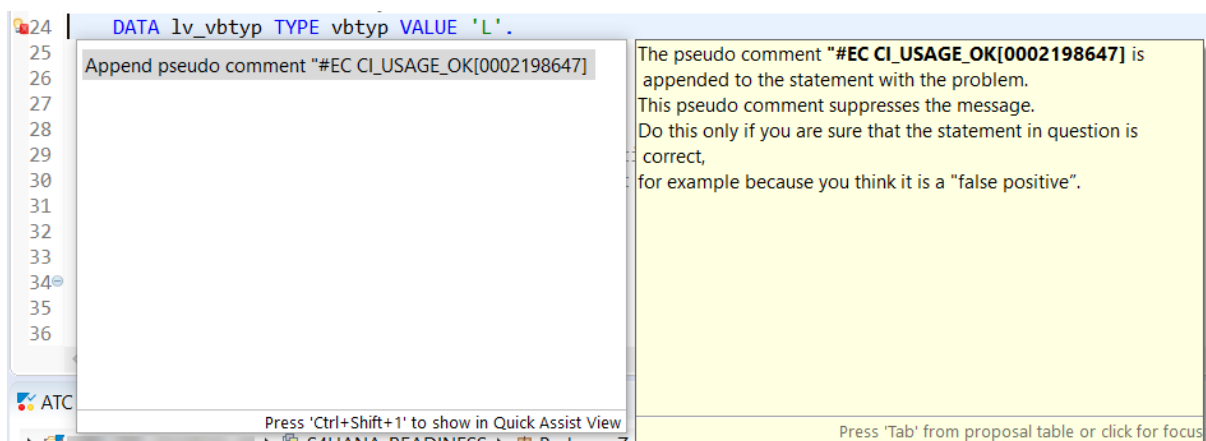 24 DATA lv_vbtyp TYPE vbtyp VALUE 'L'.
25
26
27
28
29
30
31
32
33
34
35
36
Append pseudo comment "#EC CI_USAGE_OK[0002198647]
Press 'Ctrl+Shift+1' to show in Quick Assist View
The pseudo comment "#EC CI_USAGE_OK[0002198647] is
appended to the statement with the problem.
This pseudo comment suppresses the message.
Do this only if you are sure that the statement in question is
correct,
for example because you think it is a "false positive".
Press 'Tab' from proposal table or click for focus
ATC